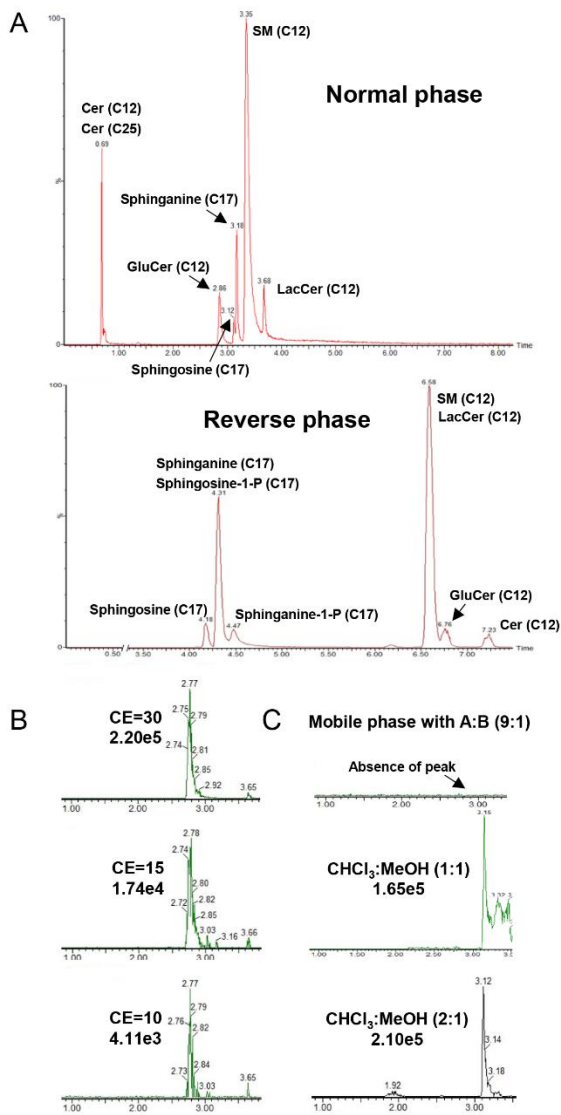 A
100
3.35
SM (C12)
Normal phase
Cer (C12)
Cer (C25)
0.69
%
Sphinganine (C17)
3.18
GluCer (C12)
2.86
3.12
3.68
LacCer (C12)
0
1.00 2.00 3.00 4.00 5.00 6.00 7.00 8.00 Time
Sphingosine (C17)
100
6.58
SM (C12)
LacCer (C12)
Reverse phase
Sphinganine (C17)
Sphingosine-1-P (C17)
4.31
%
Sphingosine (C17)
4.18
Sphinganine-1-P (C17)
4.47
GluCer (C12)
6.76
Cer (C12)
7.23
0
0.50 3.50 4.00 4.50 5.00 5.50 6.00 6.50 7.00 Time
B
CE=30
2.20e5
2.77
2.75
2.79
2.74
2.81
2.85
2.92
3.65
1.00 2.00 3.00
CE=15
1.74e4
2.78
2.74
2.80
2.72
2.82
2.85
3.03
3.16
3.66
1.00 2.00 3.00
CE=10
4.11e3
2.77
2.79
2.76
2.82
2.73
2.84
3.03
3.65
1.00 2.00 3.00
C
Mobile phase with A:B (9:1)
Absence of peak
1.00 2.00 3.00
CHCl₃:MeOH (1:1)
1.65e5
1.00 2.00 3.00
CHCl₃:MeOH (2:1)
2.10e5
3.12
3.14
3.18
1.92
1.00 2.00 3.00